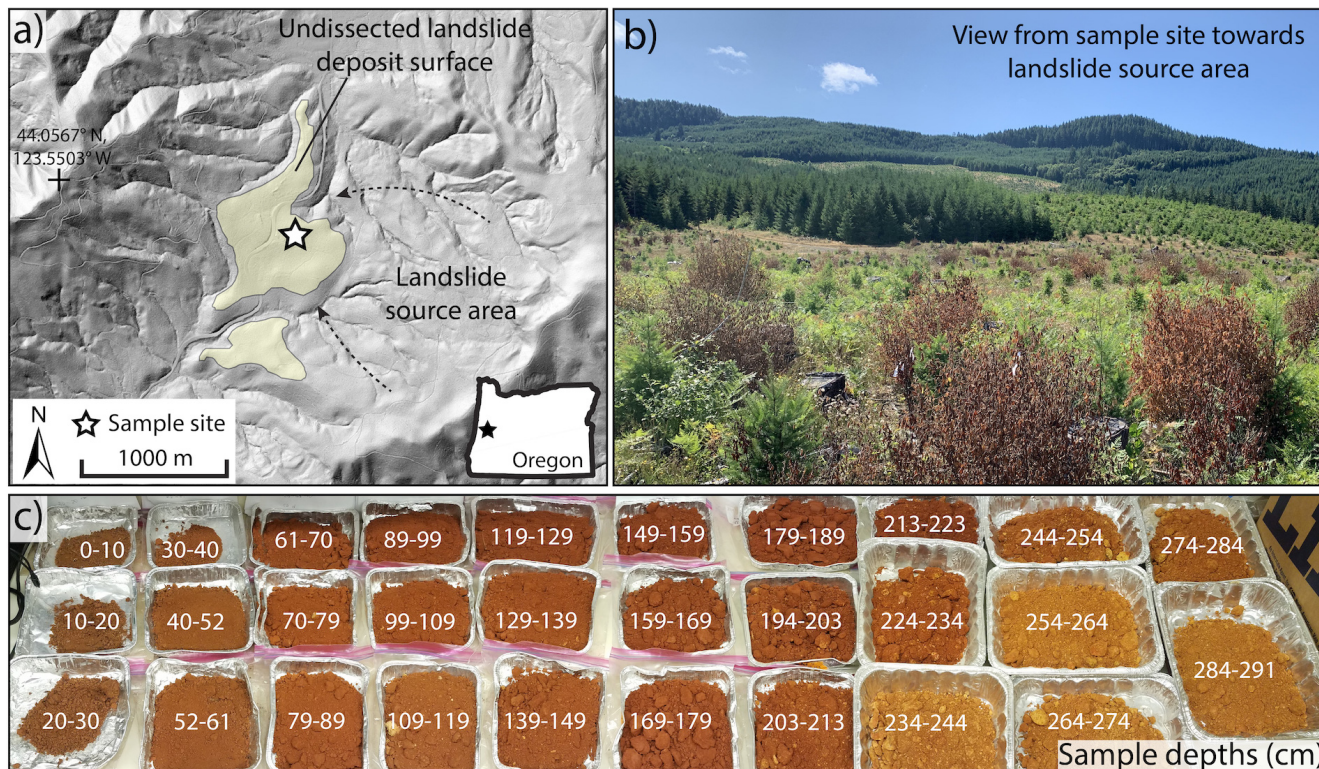 a)
Undissected landslide
deposit surface
44.0567° N,
123.5503° W
Landslide
source area
N
Sample site
1000 m
Oregon
b)
View from sample site towards
landslide source area
c)
0-10
30-40
61-70
89-99
119-129
149-159
179-189
213-223
244-254
274-284
10-20
40-52
70-79
99-109
129-139
159-169
194-203
224-234
254-264
284-291
20-30
52-61
79-89
109-119
139-149
169-179
203-213
234-244
264-274
Sample depths (cm)